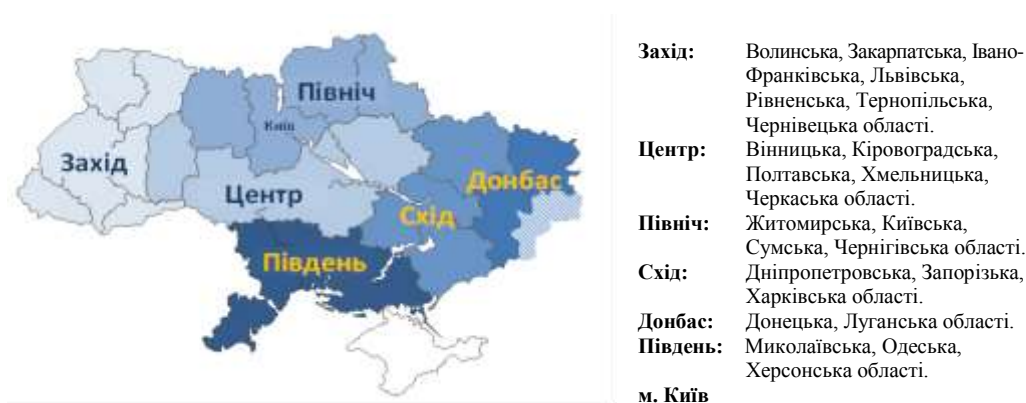 Північ
Київ
Захід
Донбас
Центр
Схід
Південь
Захід: Волинська, Закарпатська, Івано-
Франківська, Львівська,
Рівненська, Тернопільська,
Чернівецька області.
Центр: Вінницька, Кіровоградська,
Полтавська, Хмельницька,
Черкаська області.
Північ: Житомирська, Київська,
Сумська, Чернігівська області.
Схід: Дніпропетровська, Запорізька,
Харківська області.
Донбас: Донецька, Луганська області.
Південь: Миколаївська, Одеська,
Херсонська області.
м. Київ